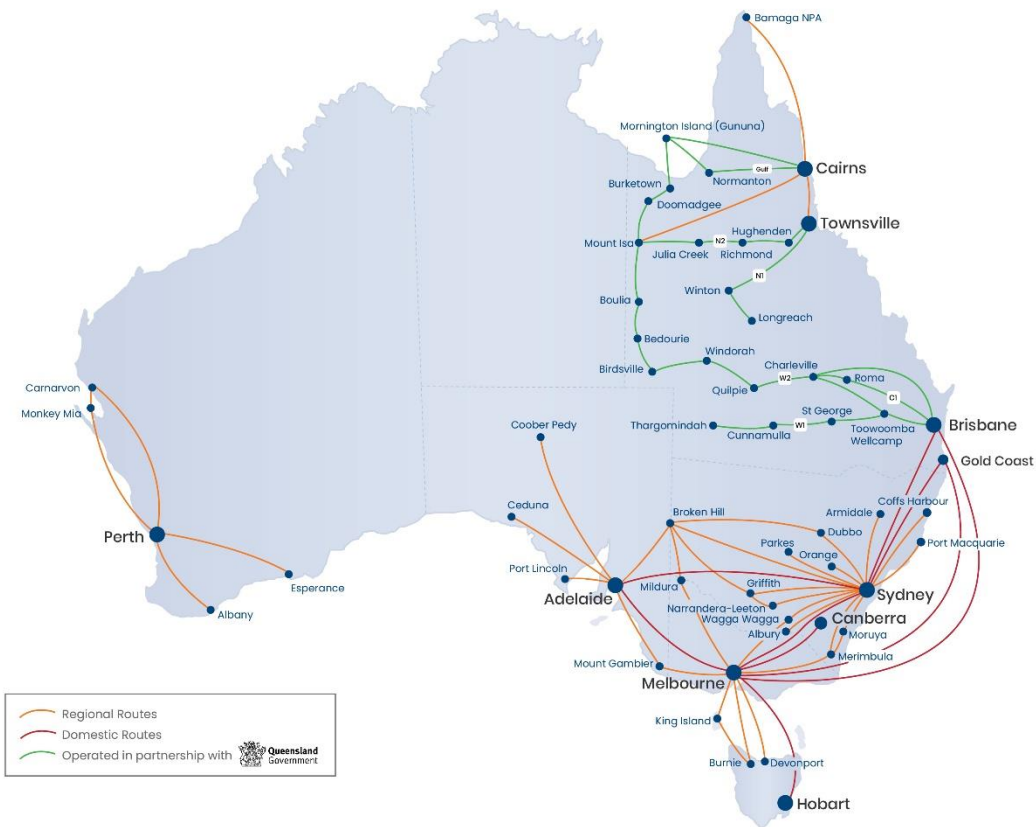 Bamaga NPA
Mornington Island (Gununa)
Cairns
Gulf
Normanton
Burketown
Doomadgee
Townsville
Hughenden
Mount Isa
N2
Julia Creek
Richmond
N1
Winton
Boulia
Longreach
Bedourie
Windorah
Charleville
Birdsville
W2
Roma
Quilpie
C1
Carnarvon
Monkey Mia
St George
Thargomindah
W1
Cunnamulla
Toowoomba
Wellcamp
Brisbane
Coober Pedy
Gold Coast
Coffs Harbour
Ceduna
Broken Hill
Armidale
Perth
Dubbo
Parkes
Port Macquarie
Orange
Port Lincoln
Esperance
Adelaide
Mildura
Griffith
Sydney
Albany
Narrandera-Leeton
Wagga Wagga
Canberra
Albury
Moruya
Merimbula
Mount Gambier
Melbourne
King Island
Burnie
Devonport
Hobart
Regional Routes
Domestic Routes
Operated in partnership with Queensland
Government